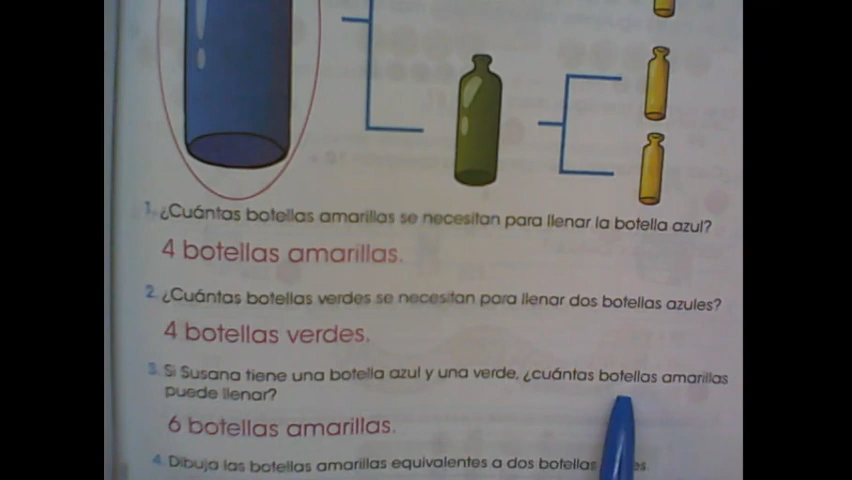 1. ¿Cuántas botellas amarillas se necesitan para llenar la botella azul?
4 botellas amarillas.
2. ¿Cuántas botellas verdes se necesitan para llenar dos botellas azules?
4 botellas verdes.
3. Si Susana tiene una botella azul y una verde, ¿cuántas botellas amarillas
puede llenar?
6 botellas amarillas.
4. Dibuja las botellas amarillas equivalentes a dos botellas